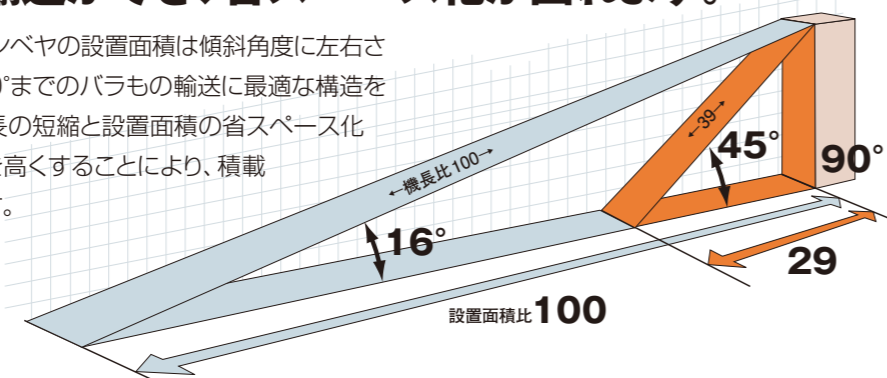 ンベヤの設置面積は傾斜角度に左右さ
までのバラもの輸送に最適な構造を
長の短縮と設置面積の省スペース化
を高くすることにより、積載
す。
←機長比100→
←39→
45°
90°
16°
29
設置面積比100